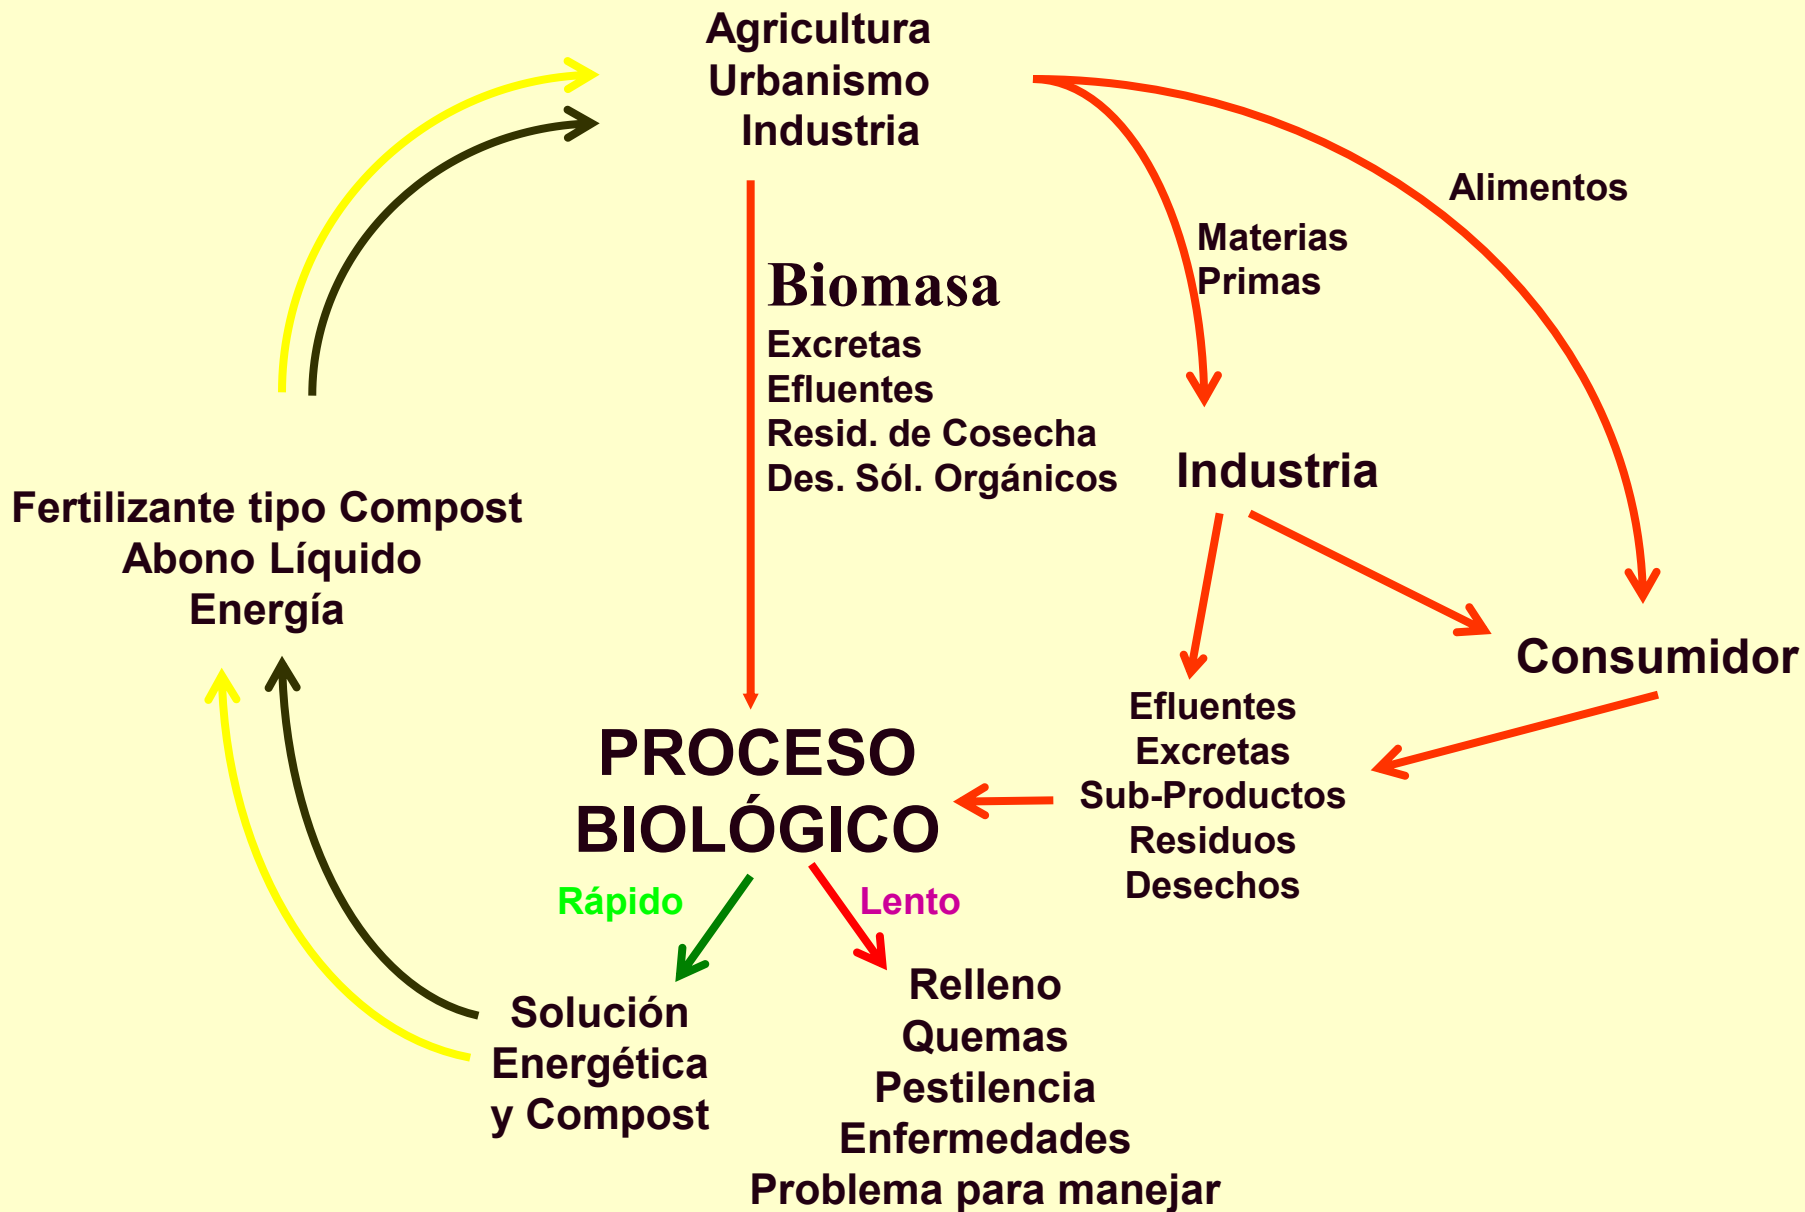 Agricultura
Urbanismo
Industria
Alimentos
Materias
Primas
Biomasa
Excretas
Efluentes
Resid. de Cosecha
Des. Sól. Orgánicos
Industria
Fertilizante tipo Compost
Abono Líquido
Energía
Consumidor
Efluentes
Excretas
Sub-Productos
Residuos
Desechos
PROCESO
BIOLÓGICO
Rápido
Lento
Solución
Energética
y Compost
Relleno
Quemas
Pestilencia
Enfermedades
Problema para manejar